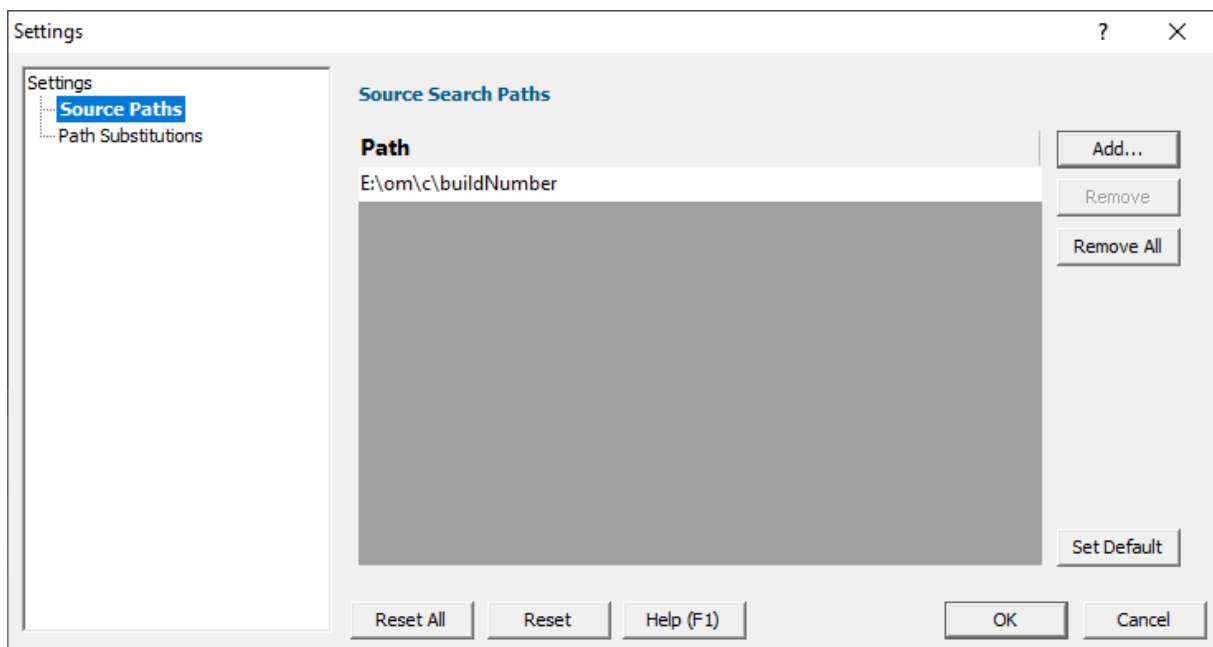 Settings
?
Settings
Source Paths
Path Substitutions
Source Search Paths
Path
E:\om\c\buildNumber
Add...
Remove
Remove All
Set Default
Reset All
Reset
Help (F1)
OK
Cancel